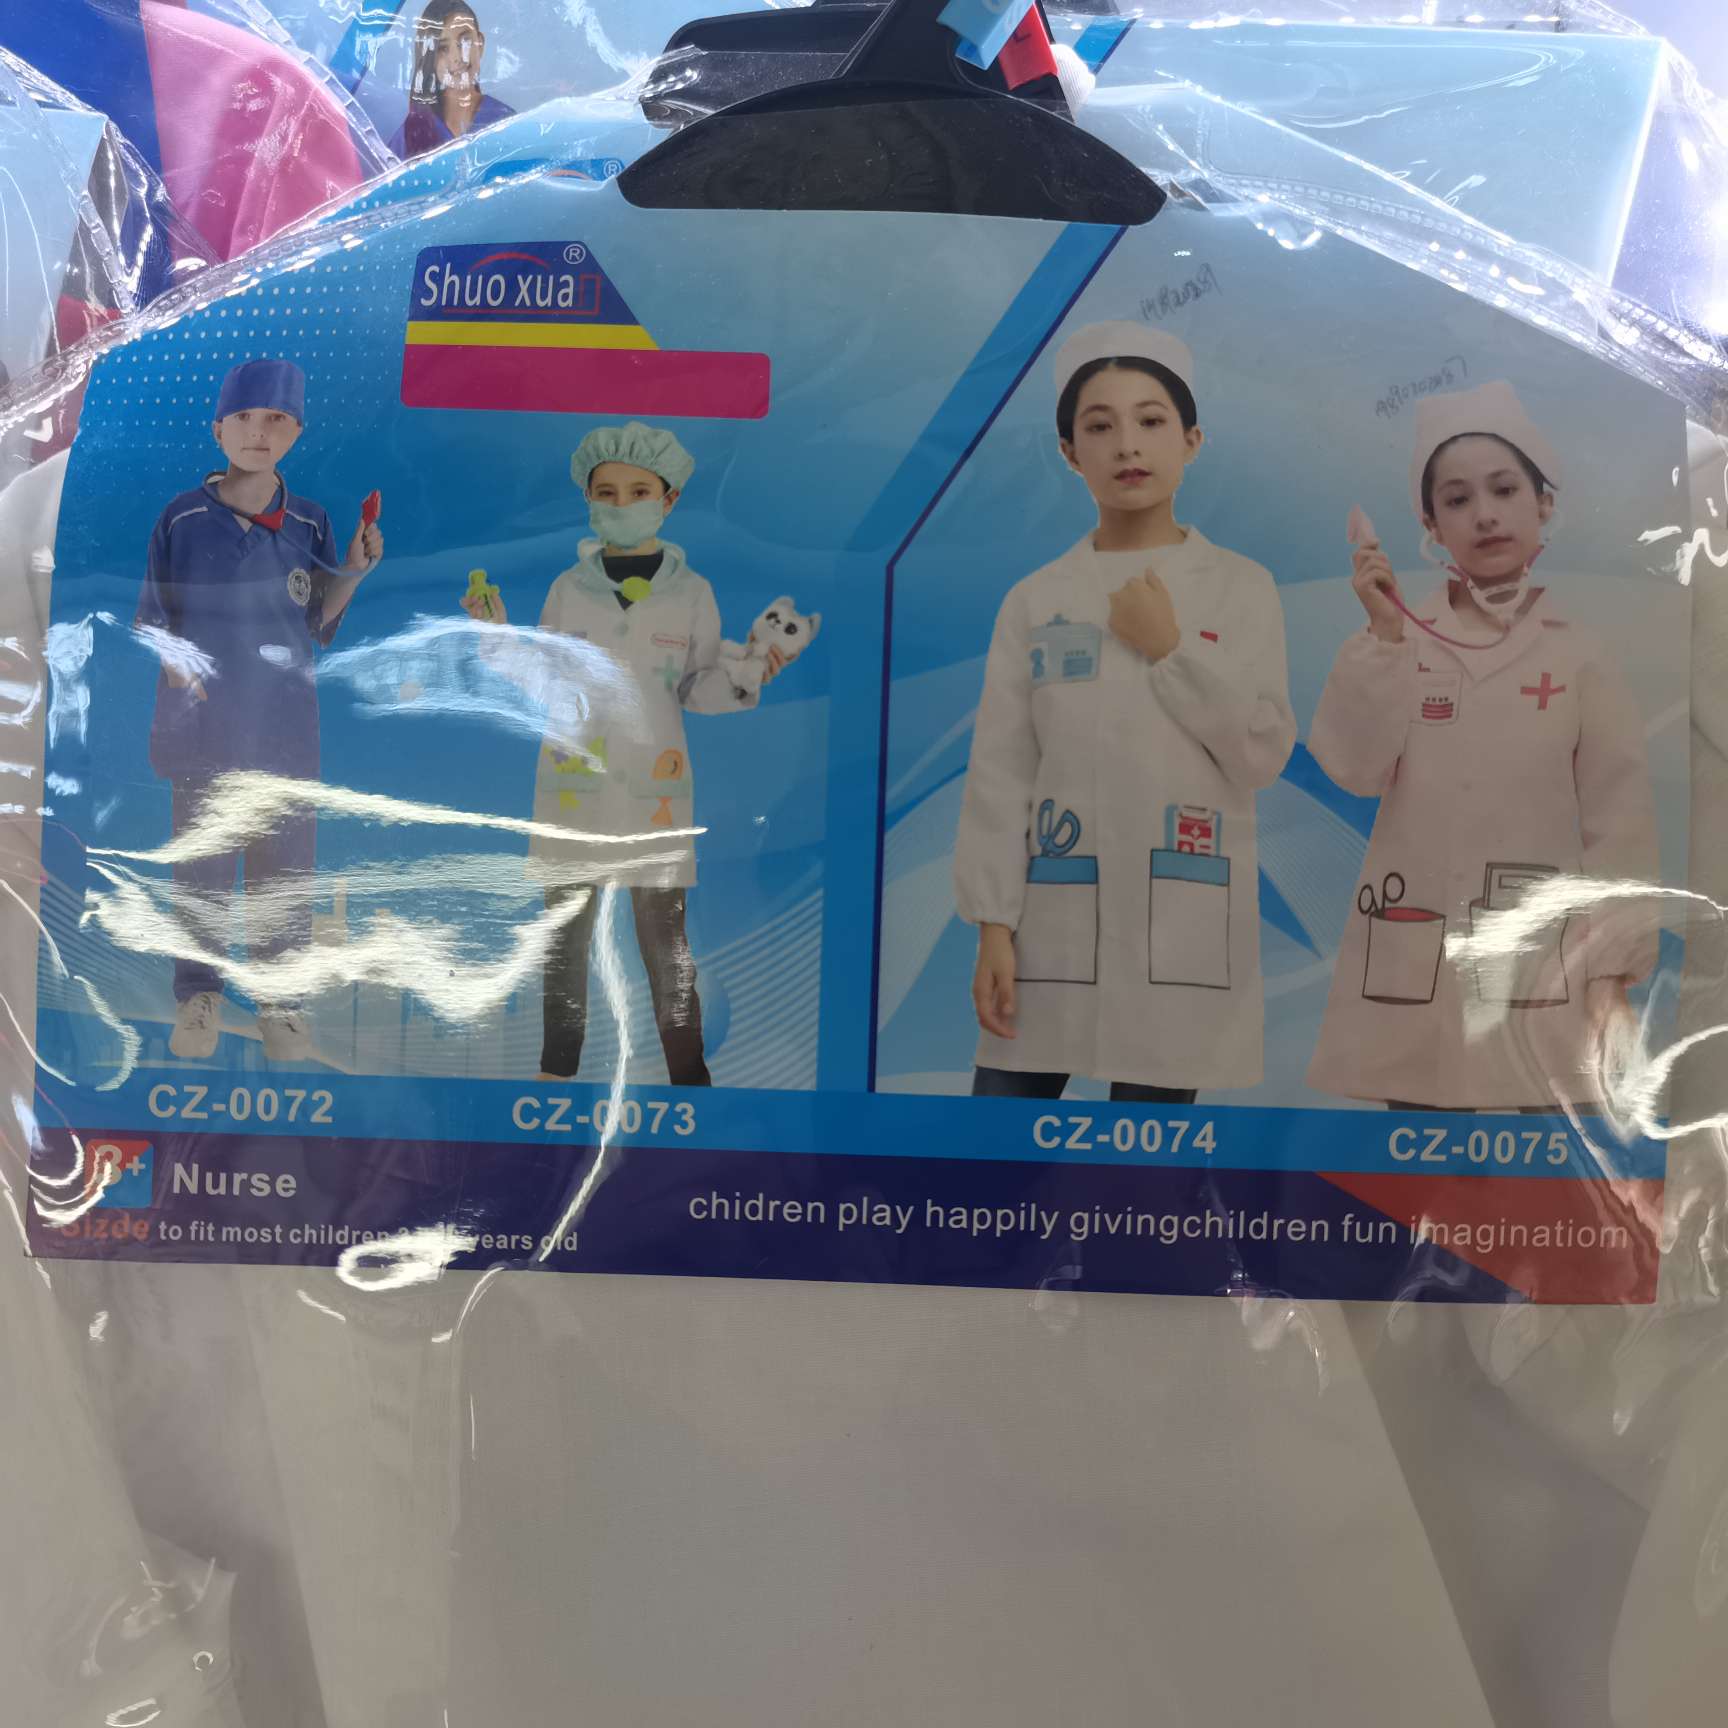 Shuo xuan
®
CZ-0072
CZ-0073
CZ-0074
CZ-0075
3+
Nurse
Sizde to fit most children years old
chidren play happily givingchildren fun imaginatiom